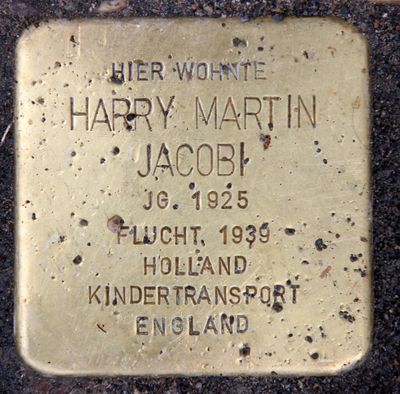 HIER WOHNTE
HARRY MARTIN
JACOBI
JG. 1925
FLUCHT 1939
HOLLAND
KINDERTRANSPORT
ENGLAND